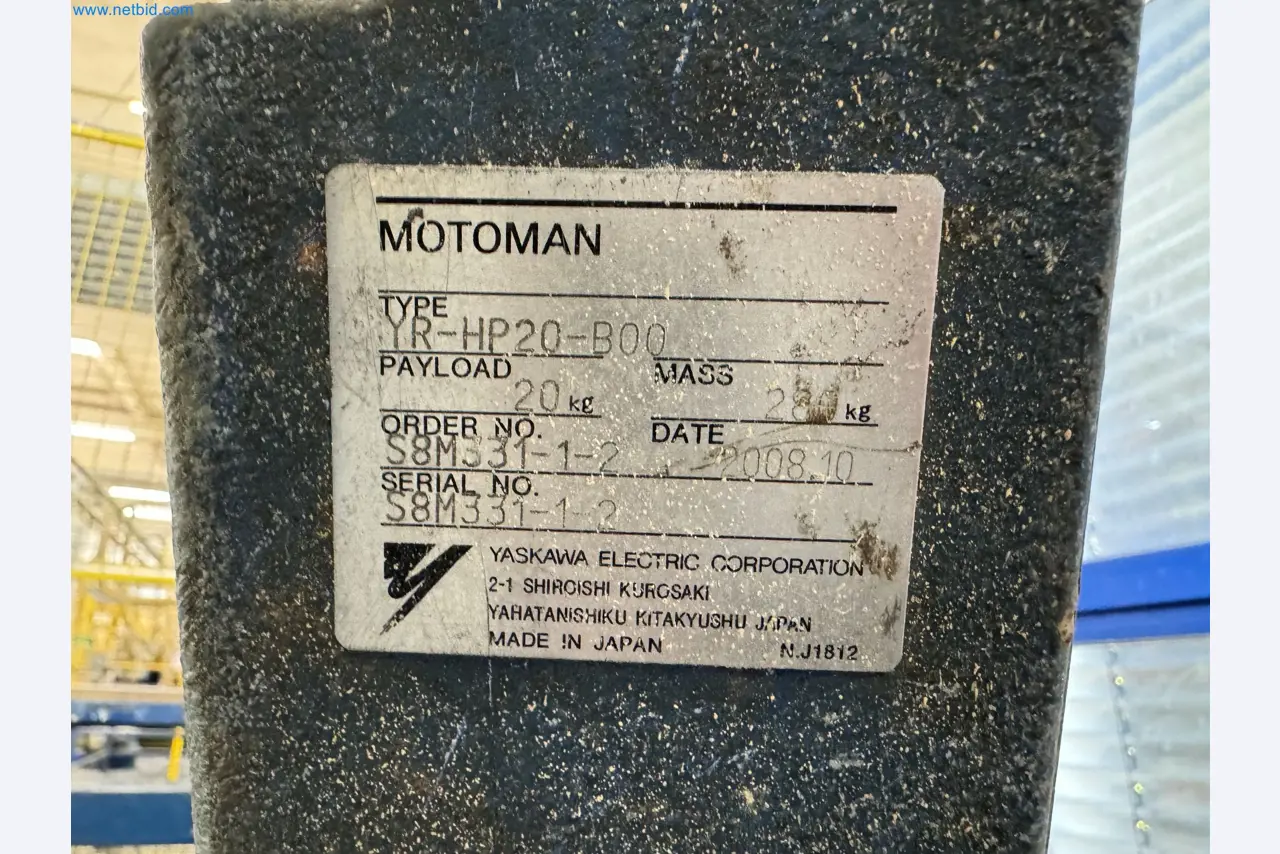 www.netbid.com
MOTOMAN
TYPE
YR-HP20-B00
PAYLOAD MASS
20 kg kg
ORDER NO. DATE
S8M331-1-2 2008.10
SERIAL NO.
S8M331-1-2
YASKAWA ELECTRIC CORPORATION
2-1 SHIROISHI KUROSAKI
YAHATANISHIKU KITAKYUSHU JAPAN
MADE IN JAPAN NJ1812